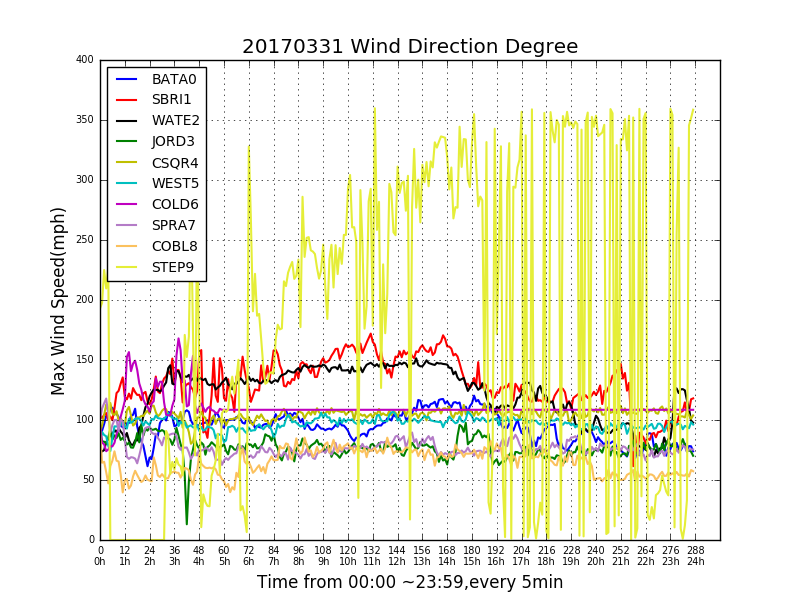 20170331 Wind Direction Degree
400
350
300
250
200
150
100
50
0
Max Wind Speed(mph)
BATA0
SBRI1
WATE2
JORD3
CSQR4
WEST5
COLD6
SPRA7
COBL8
STEP9
0 12 24 36 48 60 72 84 96 108 120 132 144 156 168 180 192 204 216 228 240 252 264 276 288
0h 1h 2h 3h 4h 5h 6h 7h 8h 9h 10h 11h 12h 13h 14h 15h 16h 17h 18h 19h 20h 21h 22h 23h 24h
Time from 00:00 ~23:59,every 5min